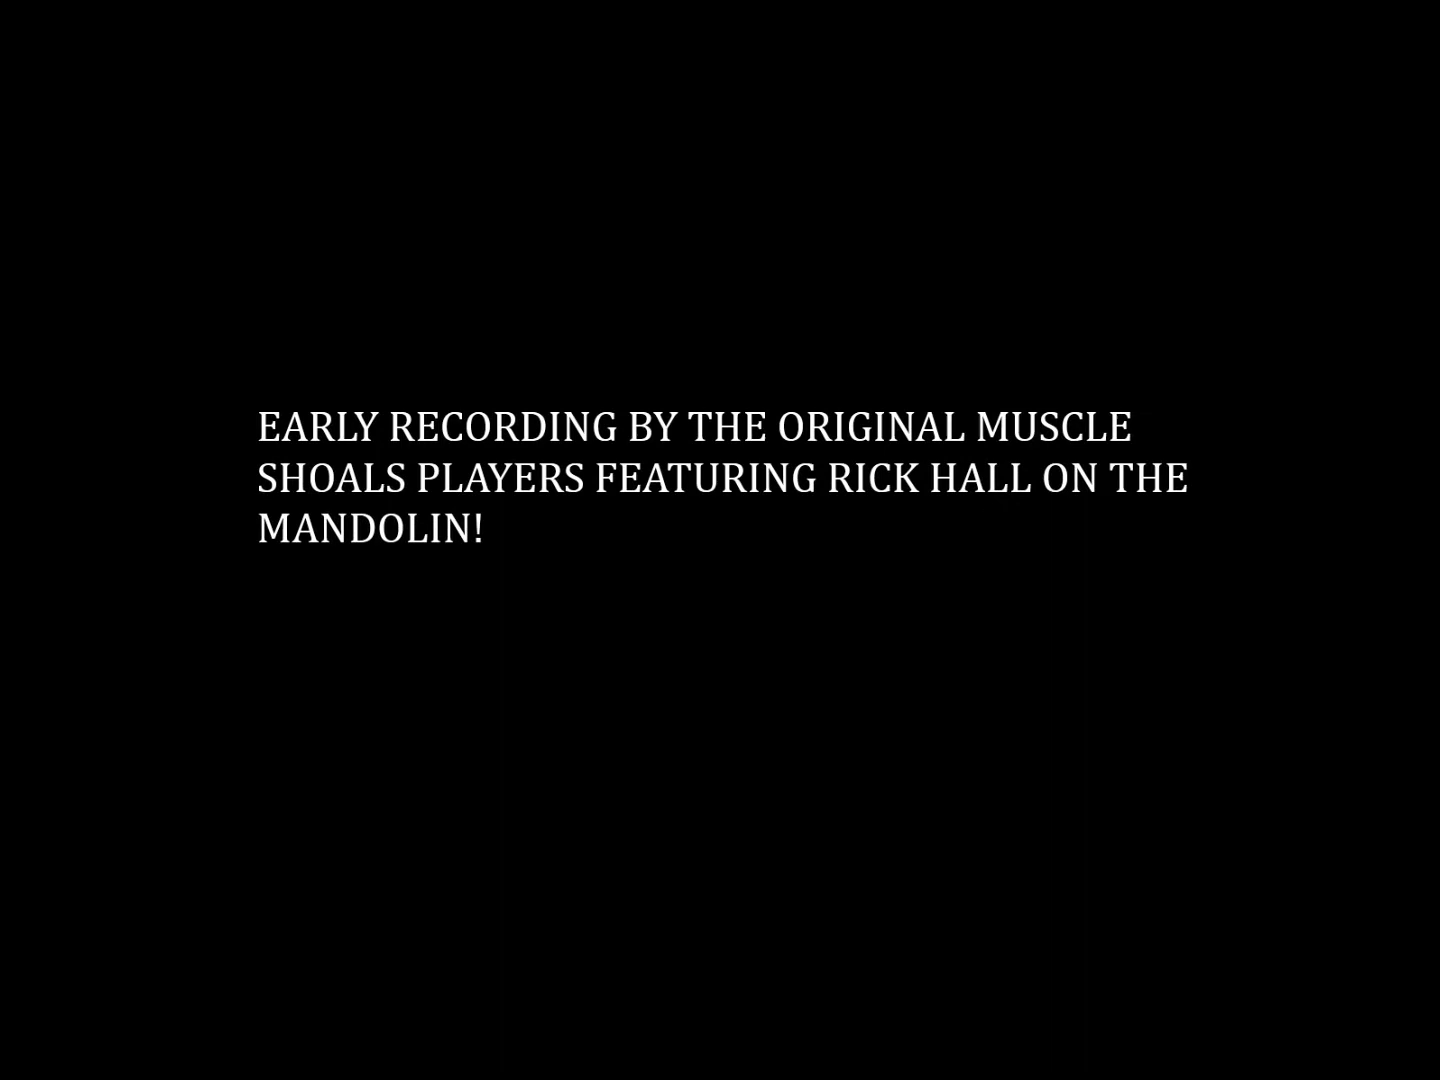 EARLY RECORDING BY THE ORIGINAL MUSCLE
SHOALS PLAYERS FEATURING RICK HALL ON THE
MANDOLIN!